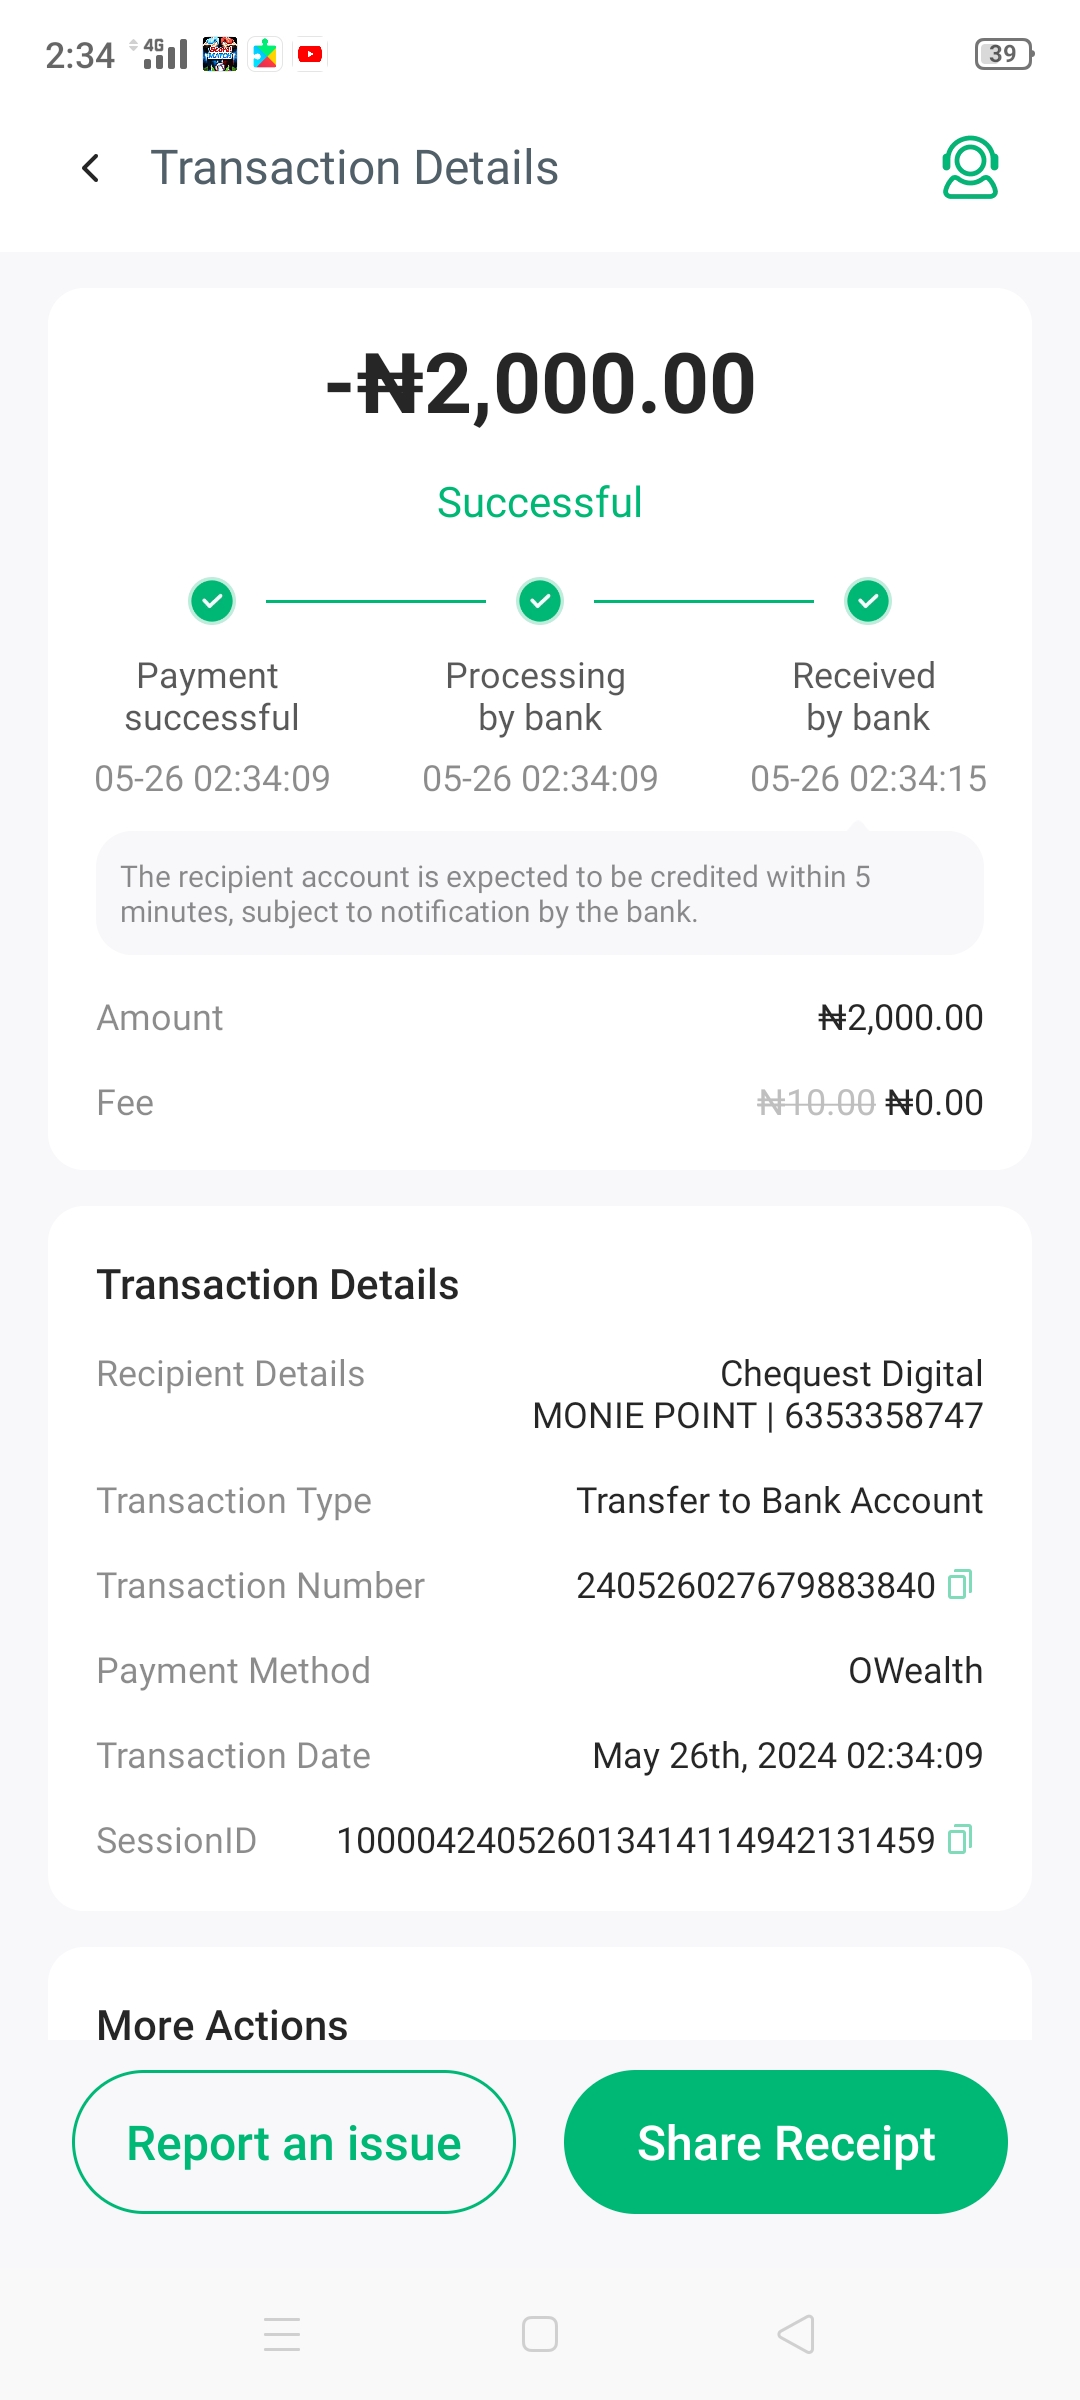 2:34 4G 39
Transaction Details
-₦2,000.00
Successful
Payment successful
Processing by bank
Received by bank
05-26 02:34:09
05-26 02:34:09
05-26 02:34:15
The recipient account is expected to be credited within 5
minutes, subject to notification by the bank.
Amount ₦2,000.00
Fee ₦10.00 ₦0.00
Transaction Details
Recipient Details Chequest Digital
MONIE POINT | 6353358747
Transaction Type Transfer to Bank Account
Transaction Number 240526027679883840
Payment Method OWealth
Transaction Date May 26th, 2024 02:34:09
SessionID 100004240526013414114942131459
More Actions
Report an issue
Share Receipt